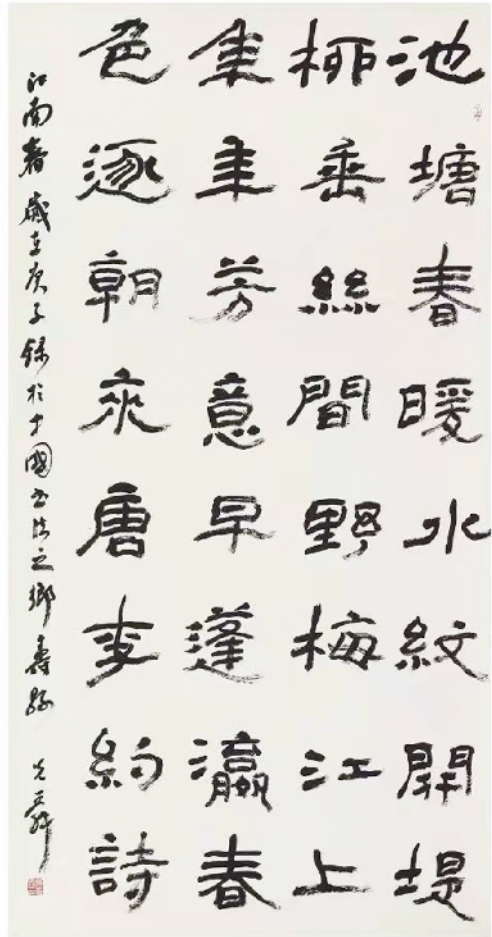 池塘春暖水紋開堤
柳垂絲間野梅江上
年年芳意早蓬瀛春
色逐朝來唐李約詩
江南春歲在庚子錄於中國書法之鄉壽縣